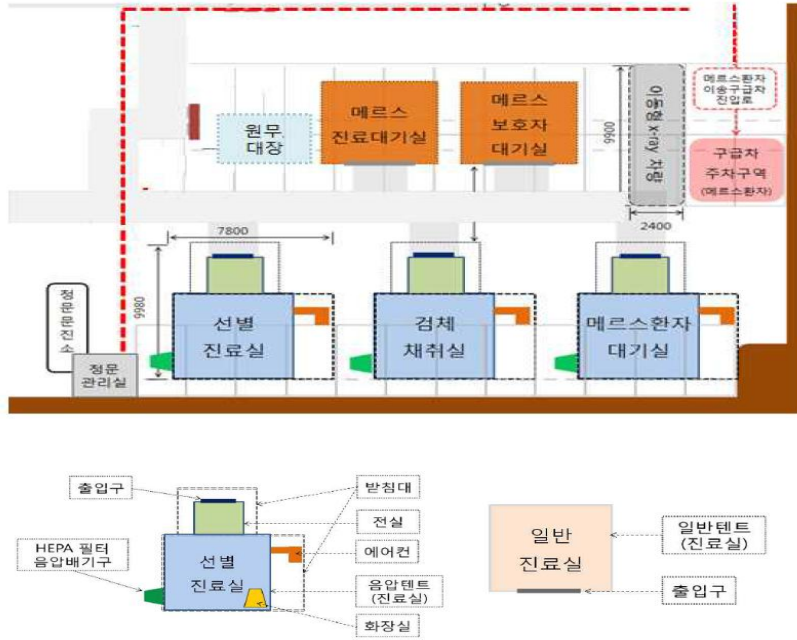 메르스환자
이송구급차
진입로
메르스
진료대기실
메르스
보호자
대기실
이동형 x-ray 차량
9900
원무
대장
구급차
주차구역
(메르스환자)
7800
2400
9980
정문문진소
선별
진료실
검체
채취실
메르스환자
대기실
정문
관리실
출입구
받침대
전실
일반
진료실
일반텐트
(진료실)
HEPA 필터
음압배기구
선별
진료실
에어컨
음압텐트
(진료실)
출입구
화장실